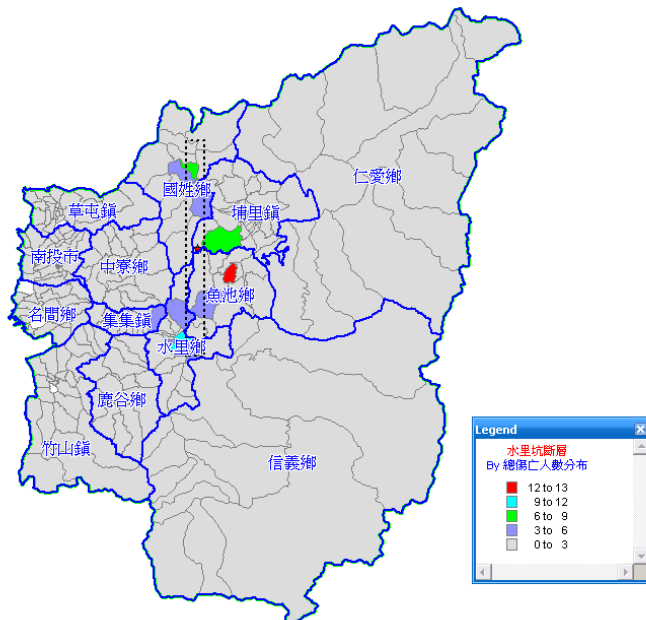 仁愛鄉
國姓鄉
草屯鎮
埔里鎮
南投市
中寮鄉
魚池鄉
名間鄉
集集鎮
水里鄉
鹿谷鄉
竹山鎮
信義鄉
Legend
水里坑斷層
By 總傷亡人數分布
12 to 13
9 to 12
6 to 9
3 to 6
0 to 3